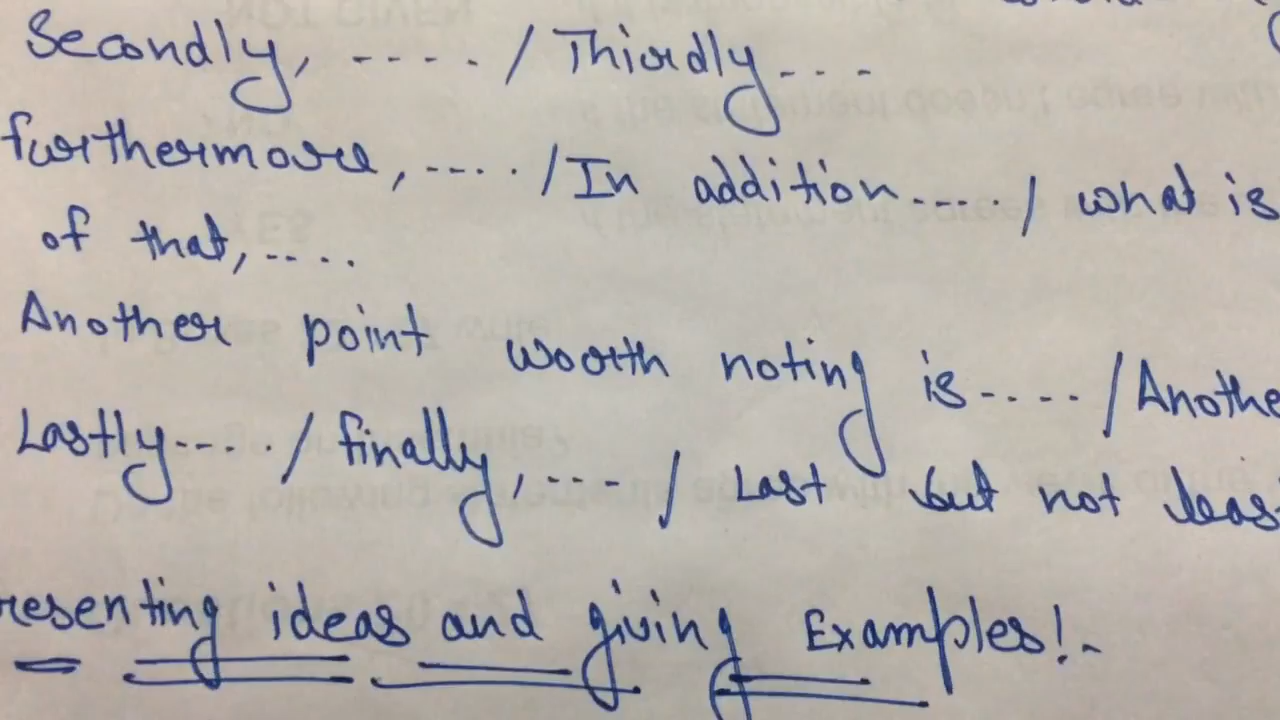 Secondly, ..... / Thirdly ...
furthermore, ..... / In addition ..... / what is
of that, ....
Another point worth noting is ..... / Anothe
Lastly ..... / finally, .... / Last but not leas
resenting ideas and giving Examples!-